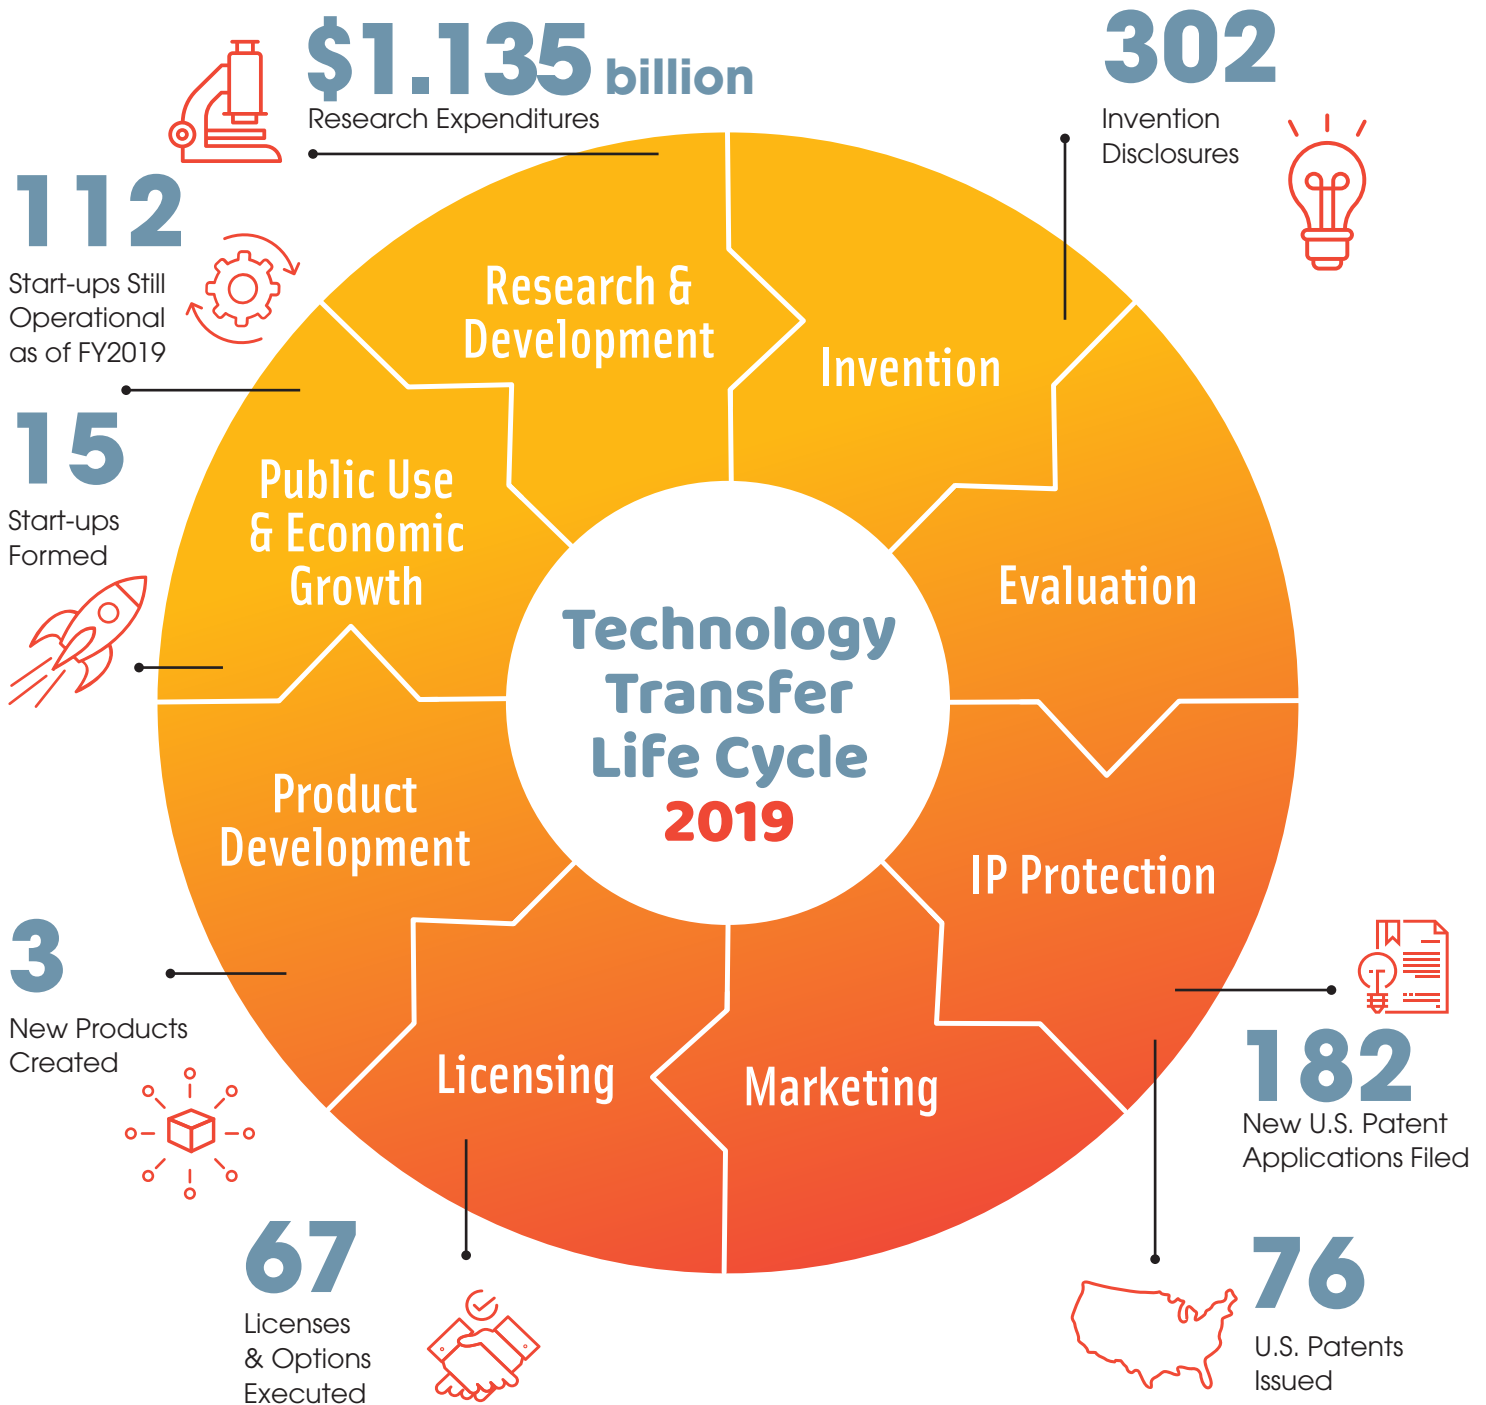 $1.135 billion
Research Expenditures
302
Invention
Disclosures
112
Start-ups Still
Operational
as of FY2019
15
Start-ups
Formed
Research &
Development
Invention
Public Use
& Economic
Growth
Evaluation
Technology
Transfer
Life Cycle
2019
Product
Development
IP Protection
Licensing
Marketing
3
New Products
Created
182
New U.S. Patent
Applications Filed
67
Licenses
& Options
Executed
76
U.S. Patents
Issued